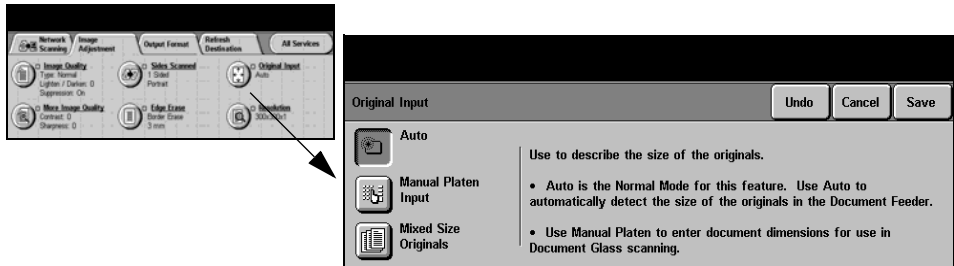 Network Scanning
Image Adjustment
Output Format
Refresh Destination
All Services
Image Quality
Type: Normal
Lighten / Darken: 0
Suppression: On
Sides Scanned
1 Sided
Portrait
Original Input
Auto
More Image Quality
Contrast: 0
Sharpness: 0
Edge Erase
Border Erase
3 mm
Resolution
300x300x1
Original Input
Undo
Cancel
Save
Auto
Manual Platen
Input
Mixed Size
Originals
Use to describe the size of the originals.
• Auto is the Normal Mode for this feature. Use Auto to
automatically detect the size of the originals in the Document Feeder.
• Use Manual Platen to enter document dimensions for use in
Document Glass scanning.